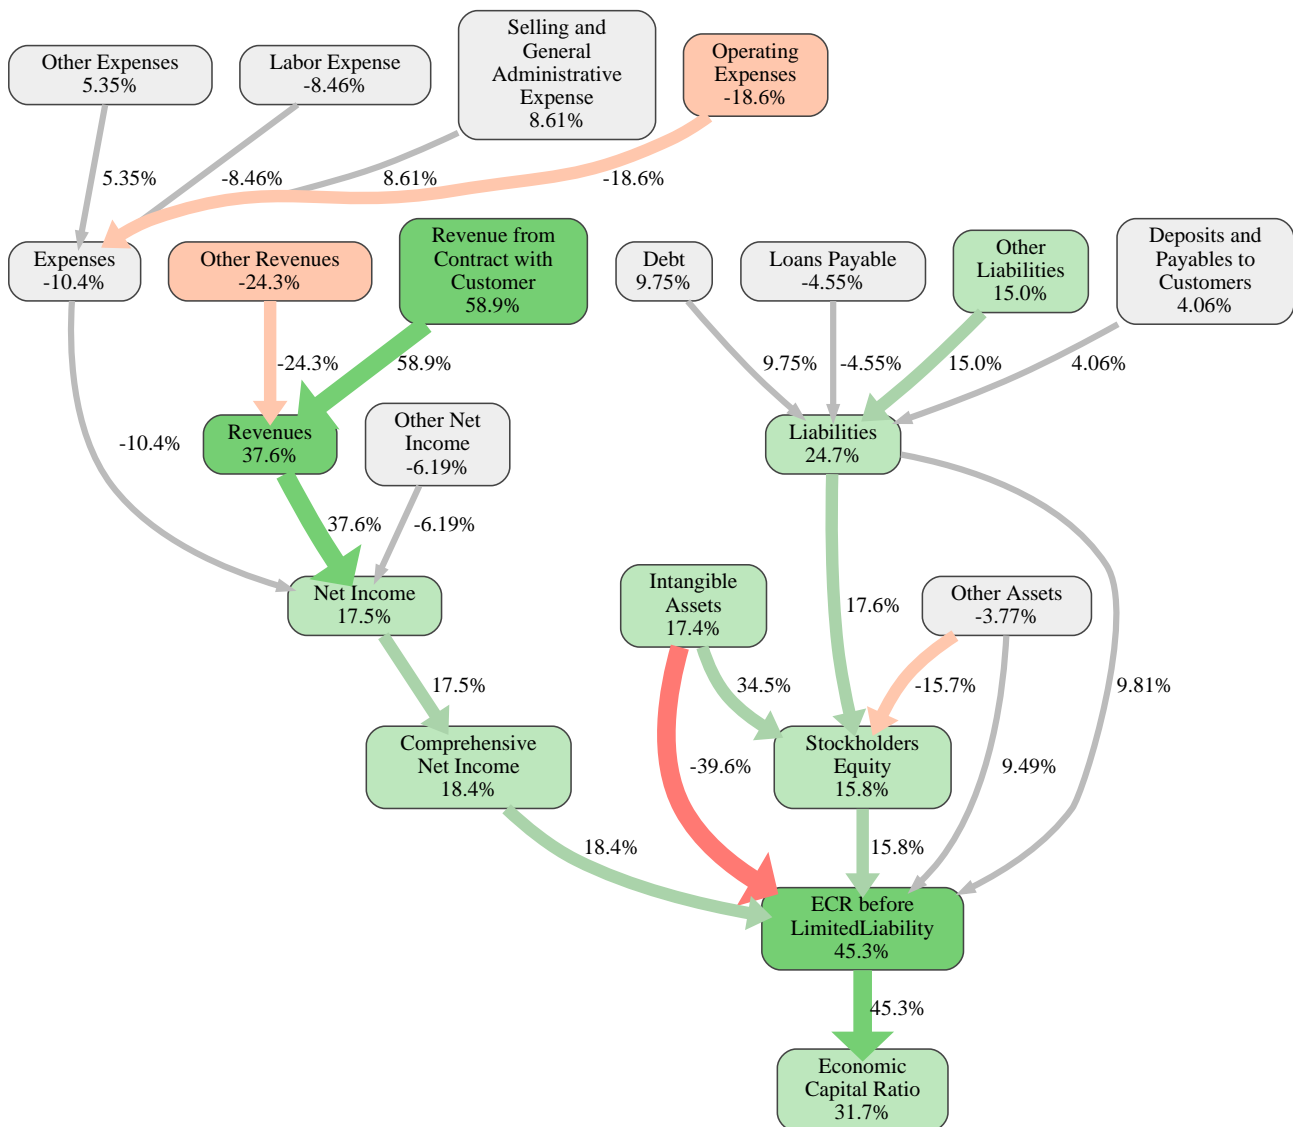 Other Expenses
5.35%
Labor Expense
-8.46%
Selling and
General
Administrative
Expense
8.61%
Operating
Expenses
-18.6%
5.35%
-8.46%
8.61%
-18.6%
Expenses
-10.4%
Other Revenues
-24.3%
Revenue from
Contract with
Customer
58.9%
Debt
9.75%
Loans Payable
-4.55%
Other
Liabilities
15.0%
Deposits and
Payables to
Customers
4.06%
-24.3%
58.9%
9.75%
-4.55%
15.0%
4.06%
-10.4%
Revenues
37.6%
Other Net
Income
-6.19%
Liabilities
24.7%
37.6%
-6.19%
Net Income
17.5%
Intangible
Assets
17.4%
17.6%
Other Assets
-3.77%
17.5%
34.5%
-15.7%
9.81%
Comprehensive
Net Income
18.4%
-39.6%
Stockholders
Equity
15.8%
9.49%
18.4%
15.8%
ECR before
LimitedLiability
45.3%
45.3%
Economic
Capital Ratio
31.7%